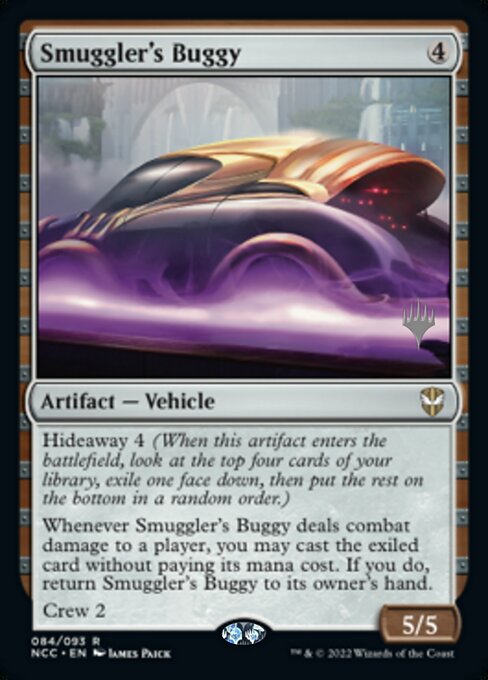 Smuggler's Buggy 4
Artifact — Vehicle
Hideaway 4 (When this artifact enters the
battlefield, look at the top four cards of your
library, exile one face down, then put the rest on
the bottom in a random order.)
Whenever Smuggler's Buggy deals combat
damage to a player, you may cast the exiled
card without paying its mana cost. If you do,
return Smuggler's Buggy to its owner's hand.
Crew 2
5/5
084/093 R
NCC • EN James Paick
™ & © 2022 Wizards of the Coast